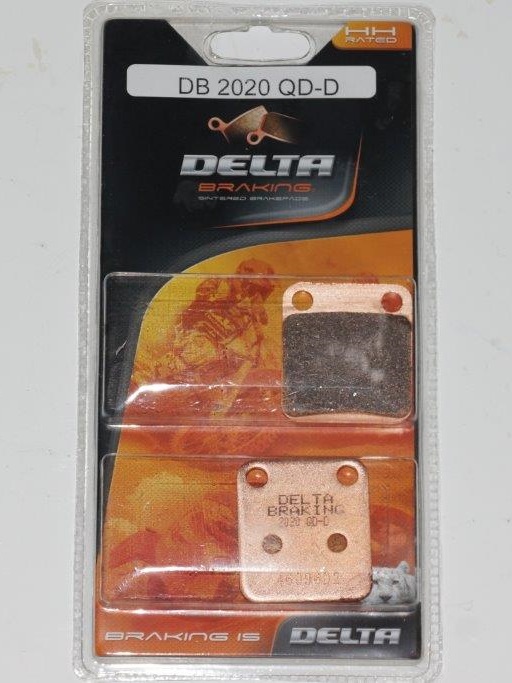 HH
RATED
DB 2020 QD-D
DELTA
BRAKING
SINTERED BRAKEPADS
DELTA
BRAKING
2020 QD-D
BRAKING IS DELTA